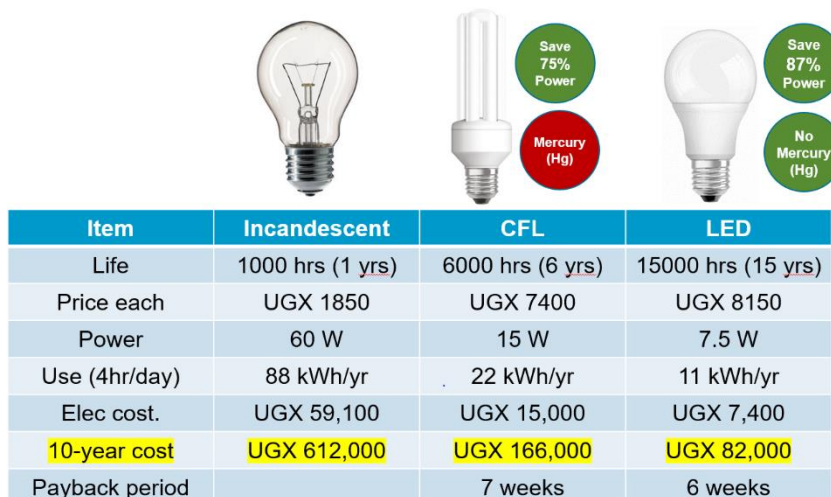 Save
75%
Power
Mercury
(Hg)
Save
87%
Power
No
Mercury
(Hg)
Item Incandescent CFL LED
Life 1000 hrs (1 yrs) 6000 hrs (6 yrs) 15000 hrs (15 yrs)
Price each UGX 1850 UGX 7400 UGX 8150
Power 60 W 15 W 7.5 W
Use (4hr/day) 88 kWh/yr 22 kWh/yr 11 kWh/yr
Elec cost. UGX 59,100 UGX 15,000 UGX 7,400
10-year cost UGX 612,000 UGX 166,000 UGX 82,000
Payback period 7 weeks 6 weeks